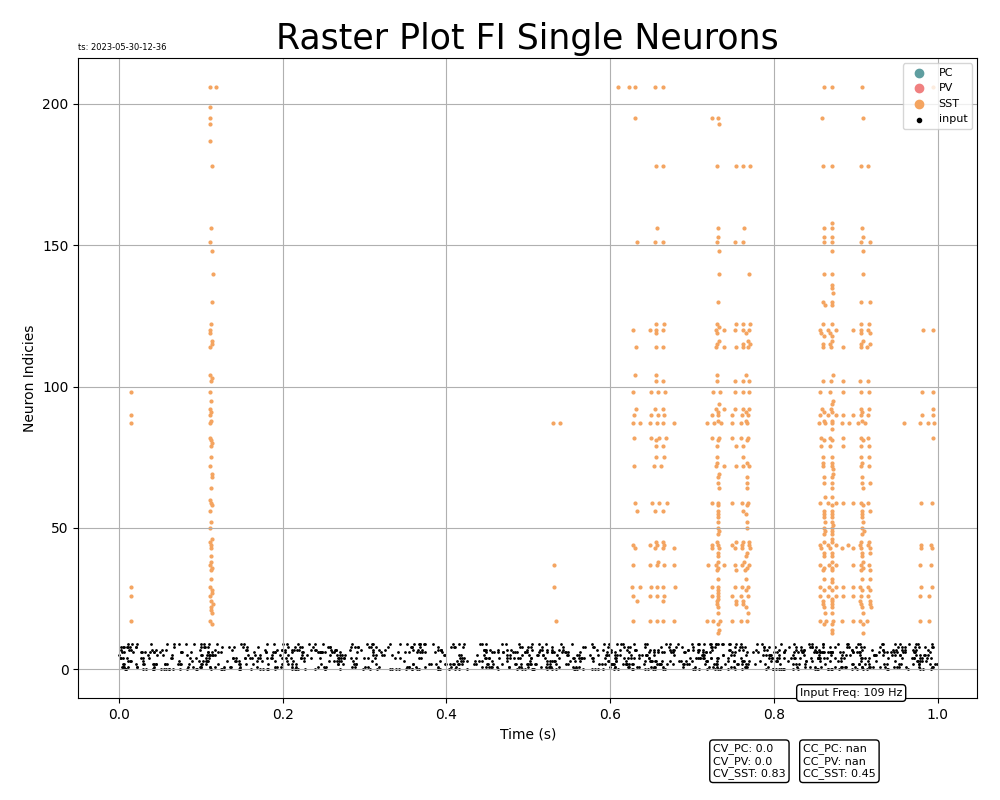 Raster Plot FI Single Neurons
ts: 2023-05-30-12-36
PC
PV
SST
input
200
150
100
50
0
Neuron Indicies
0.0
0.2
0.4
0.6
0.8
1.0
Time (s)
Input Freq: 109 Hz
CV_PC: 0.0
CV_PV: 0.0
CV_SST: 0.83
CC_PC: nan
CC_PV: nan
CC_SST: 0.45